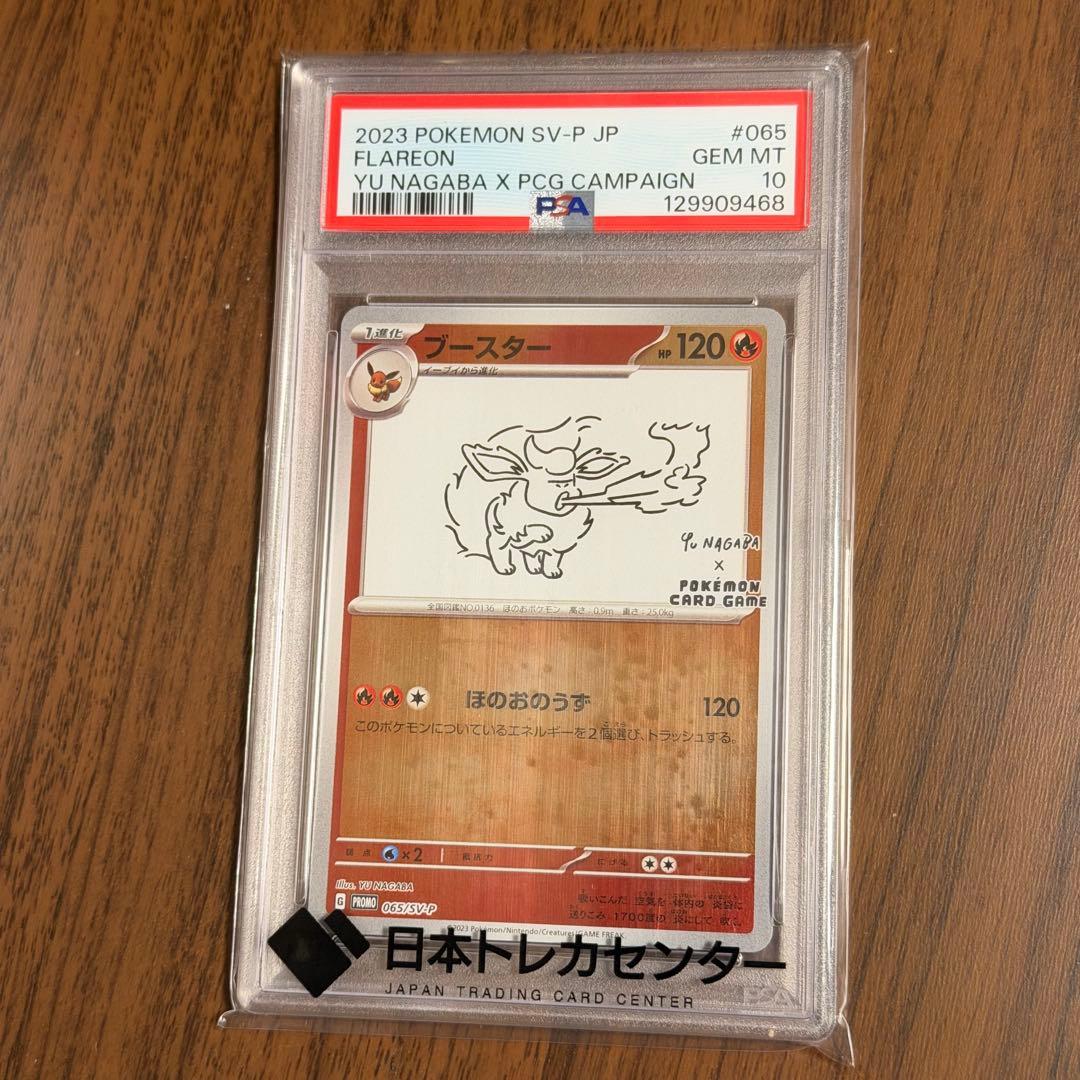 2023 POKEMON SV-P JP #065
FLAREON GEM MT
YU NAGABA X PCG CAMPAIGN 10
PSA 129909468
1進化 ブースター HP 120
イーブイから進化
Yu NAGABA
×
POKÉMON
CARD GAME
全国図鑑NO.0136 ほのおポケモン 高さ:0.9m 重さ:25.0kg
ほのおのうず 120
このポケモンについているエネルギーを2個選び、トラッシュする。
弱点 ×2 抵抗力 にげる
Illus. YU NAGABA
G PROMO 065/SV-P
吸いこんだ 空気を 体内の 炎袋に
送りこみ 1700度の 炎にして 吹く
©2023 Pokémon/Nintendo/Creatures/GAME FREAK.
日本トレカセンター
JAPAN TRADING CARD CENTER
PSA